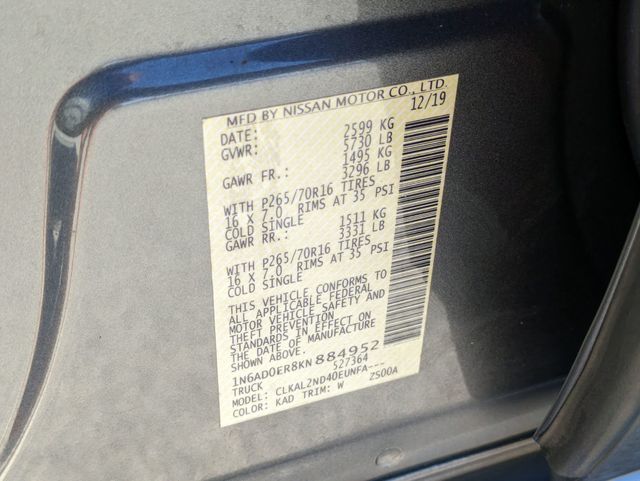 MFD BY NISSAN MOTOR CO., LTD.
DATE: 12/19
GVWR: 2599 KG
5730 LB
GAWR FR.: 1495 KG
3296 LB
WITH P265/70R16 TIRES
16 X 7.0 RIMS AT 35 PSI
COLD SINGLE
GAWR RR.: 1511 KG
3331 LB
WITH P265/70R16 TIRES
16 X 7.0 RIMS AT 35 PSI
COLD SINGLE
THIS VEHICLE CONFORMS TO
ALL APPLICABLE FEDERAL
MOTOR VEHICLE SAFETY AND
THEFT PREVENTION
STANDARDS IN EFFECT ON
THE DATE OF MANUFACTURE
SHOWN ABOVE.
1N6AD0ER8KN884952
TRUCK 527364
MODEL: CLKAL2ND40EUNFA---
COLOR: KAD TRIM: W ZS00A